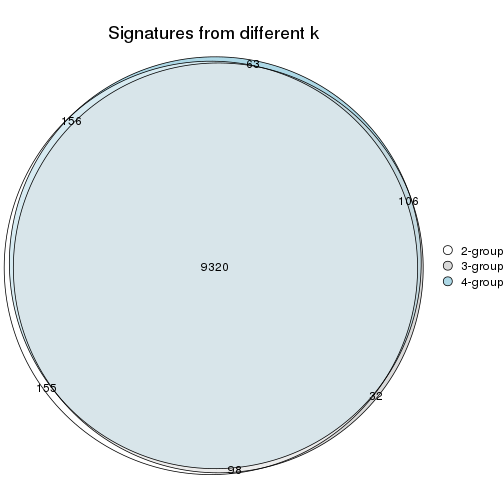 Signatures from different k
63
156
106
9320
2-group
3-group
4-group
155
32
98